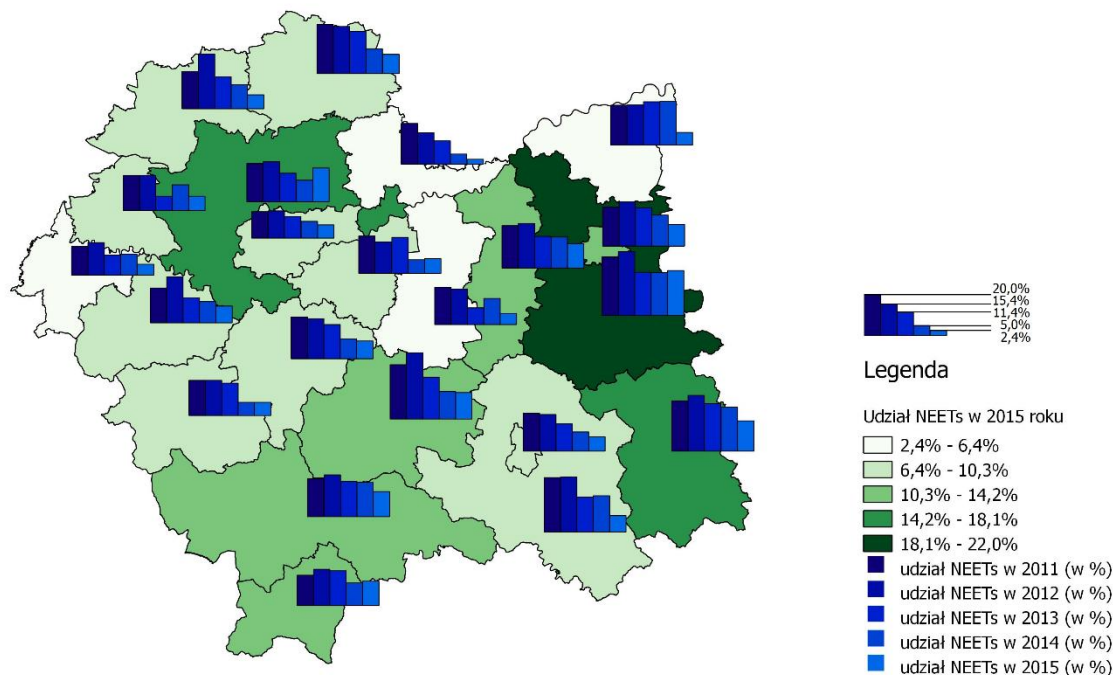 20,0%
15,4%
11,4%
5,0%
2,4%
Legenda
Udział NEETs w 2015 roku
2,4% - 6,4%
6,4% - 10,3%
10,3% - 14,2%
14,2% - 18,1%
18,1% - 22,0%
udział NEETs w 2011 (w %)
udział NEETs w 2012 (w %)
udział NEETs w 2013 (w %)
udział NEETs w 2014 (w %)
udział NEETs w 2015 (w %)